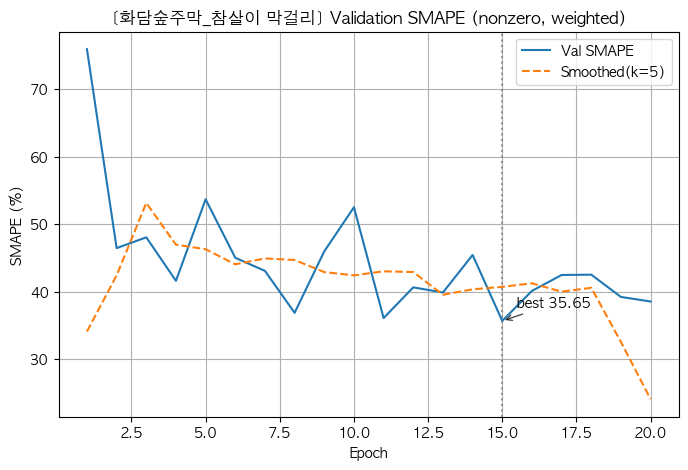 [화담숲주막_참살이 막걸리] Validation SMAPE (nonzero, weighted)
Val SMAPE
Smoothed(k=5)
SMAPE (%)
70
60
50
40
30
best 35.65
2.5 5.0 7.5 10.0 12.5 15.0 17.5 20.0
Epoch